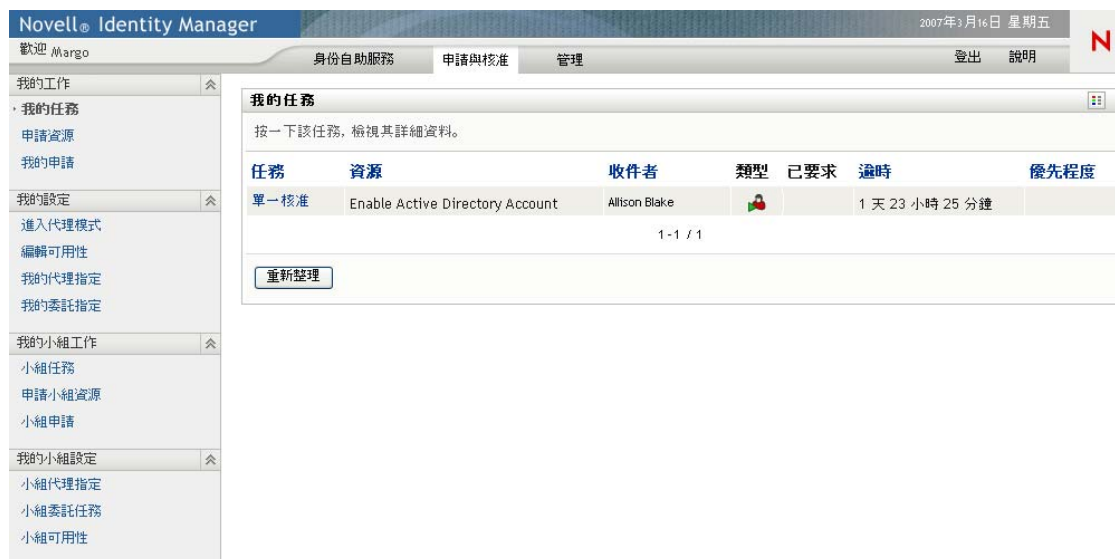 Novell® Identity Manager
2007年3月16日 星期五
歡迎 Margo
身份自助服務 申請與核准 管理
登出 說明
N
我的工作
我的任務
申請資源
我的申請
我的設定
進入代理模式
編輯可用性
我的代理指定
我的委託指定
我的小組工作
小組任務
申請小組資源
小組申請
我的小組設定
小組代理指定
小組委託任務
小組可用性
我的任務
按一下該任務, 檢視其詳細資料。
任務 資源 收件者 類型 已要求 逾時 優先程度
單一核准 Enable Active Directory Account Allison Blake 1 天 23 小時 25 分鐘
1-1 / 1
重新整理